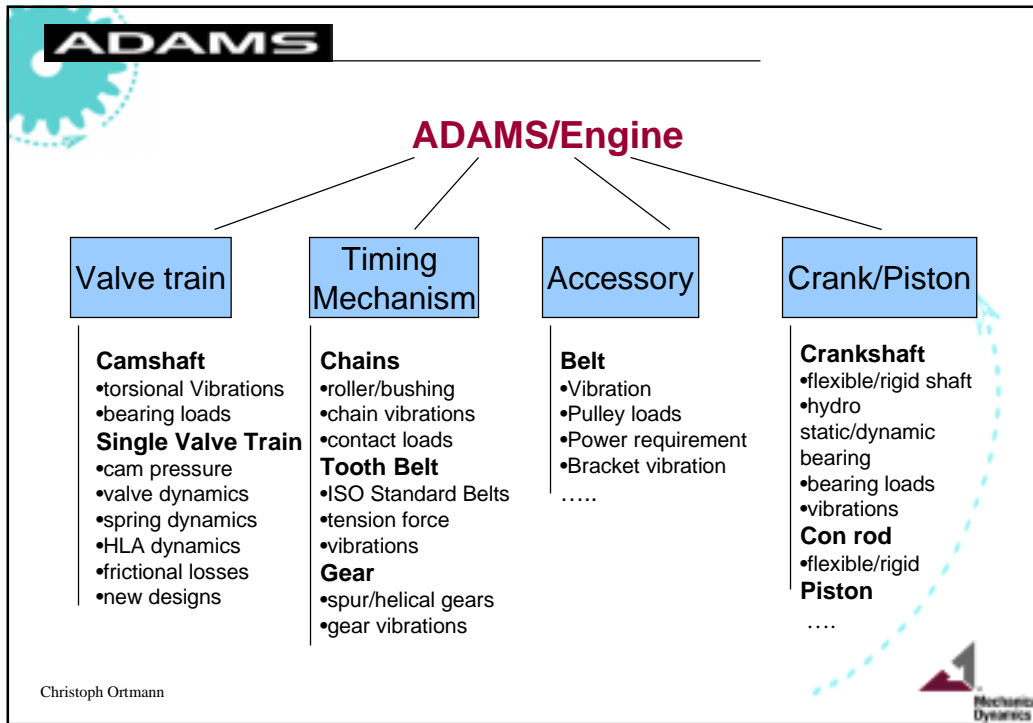 ADAMS
ADAMS/Engine
Valve train
Camshaft
•torsional Vibrations
•bearing loads
Single Valve Train
•cam pressure
•valve dynamics
•spring dynamics
•HLA dynamics
•frictional losses
•new designs
Timing
Mechanism
Chains
•roller/bushing
•chain vibrations
•contact loads
Tooth Belt
•ISO Standard Belts
•tension force
•vibrations
Gear
•spur/helical gears
•gear vibrations
Accessory
Belt
•Vibration
•Pulley loads
•Power requirement
•Bracket vibration
…..
Crank/Piston
Crankshaft
•flexible/rigid shaft
•hydro
static/dynamic
bearing
•bearing loads
•vibrations
Con rod
•flexible/rigid
Piston
….
Christoph Ortmann
Dynamics